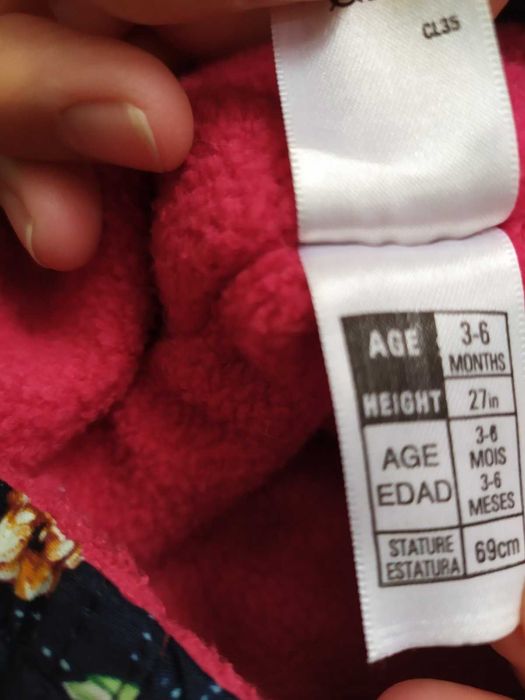 CL35
AGE 3-6
MONTHS
HEIGHT 27in
AGE
EDAD
3-6
MOIS
3-6
MESES
STATURE
ESTATURA
69cm